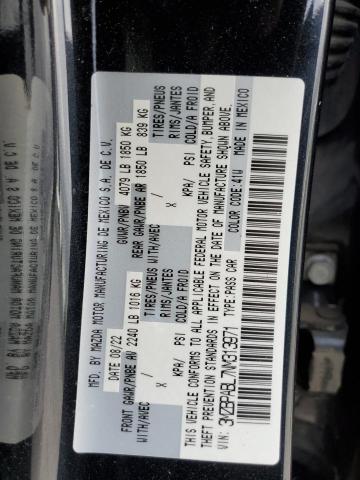 MFD. BY MAZDA MOTOR MANUFACTURING DE MEXICO S.A. DE C.V.
DATE 08/22 GVWR/PNBV 4079 LB 1850 KG
FRONT GAWR/PNBE AV 2240 LB 1016 KG REAR GAWR/PNBE AR 1850 LB 839 KG
WITH/AVEC TIRES/PNEUS WITH/AVEC TIRES/PNEUS
X RIMS/JANTES X RIMS/JANTES
KPA/ PSI COLD/A FROID KPA/ PSI COLD/A FROID
THIS VEHICLE CONFORMS TO ALL APPLICABLE FEDERAL MOTOR VEHICLE SAFETY, BUMPER, AND
THEFT PREVENTION STANDARDS IN EFFECT ON THE DATE OF MANUFACTURE SHOWN ABOVE.
VIN: 3MZBPABL7NM313971 TYPE: PASS CAR COLOR CODE: 41W MADE IN MEXICO